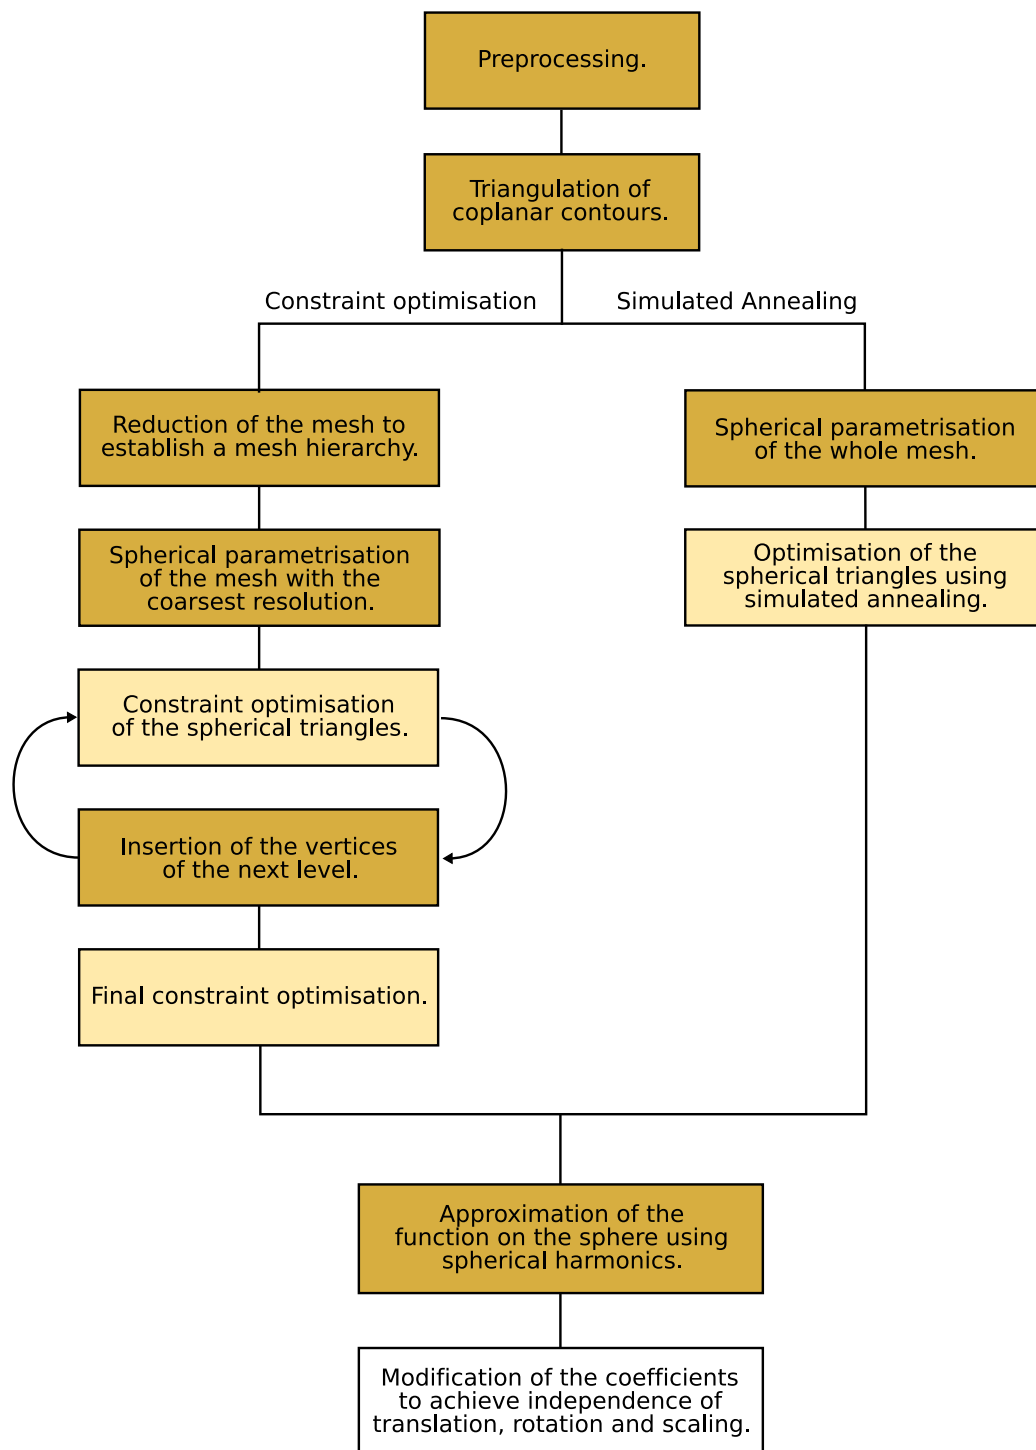 Preprocessing.
Triangulation of
coplanar contours.
Constraint optimisation
Simulated Annealing
Reduction of the mesh to
establish a mesh hierarchy.
Spherical parametrisation
of the whole mesh.
Spherical parametrisation
of the mesh with the
coarsest resolution.
Optimisation of the
spherical triangles using
simulated annealing.
Constraint optimisation
of the spherical triangles.
Insertion of the vertices
of the next level.
Final constraint optimisation.
Approximation of the
function on the sphere using
spherical harmonics.
Modification of the coefficients
to achieve independence of
translation, rotation and scaling.